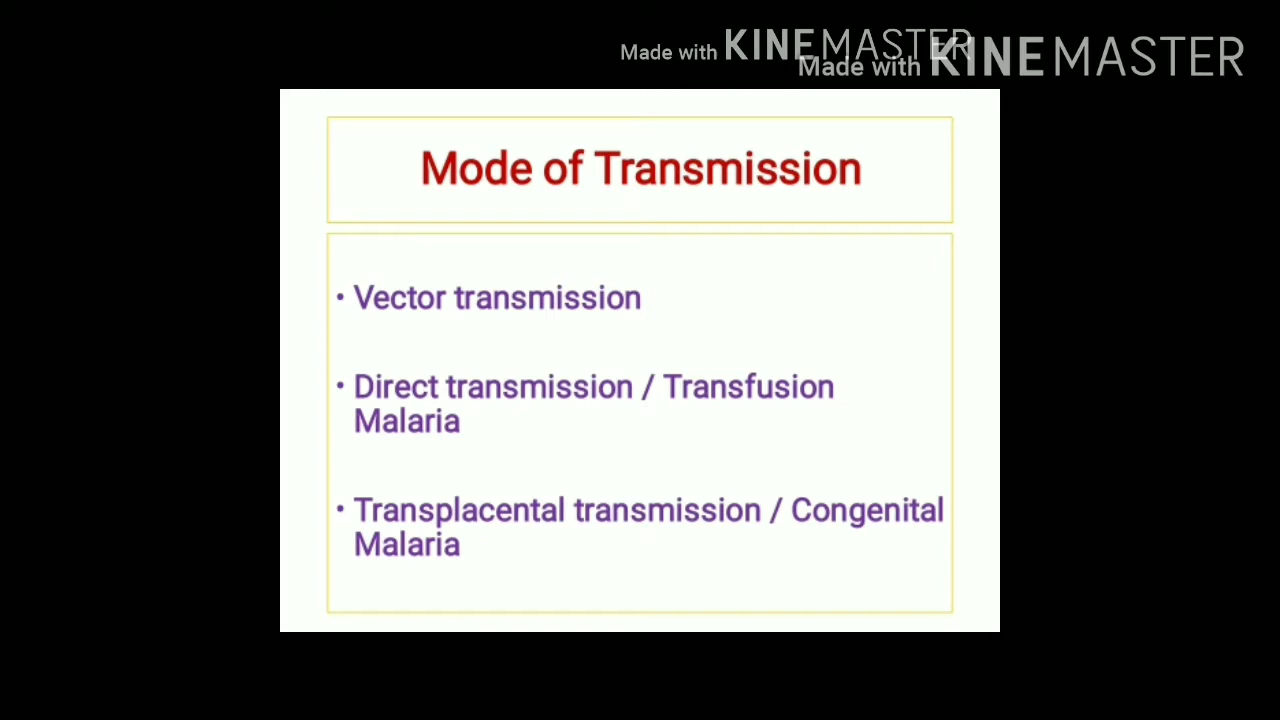 Made with KINEMASTER
Made with KINEMASTER
Mode of Transmission
• Vector transmission
• Direct transmission / Transfusion
Malaria
• Transplacental transmission / Congenital
Malaria